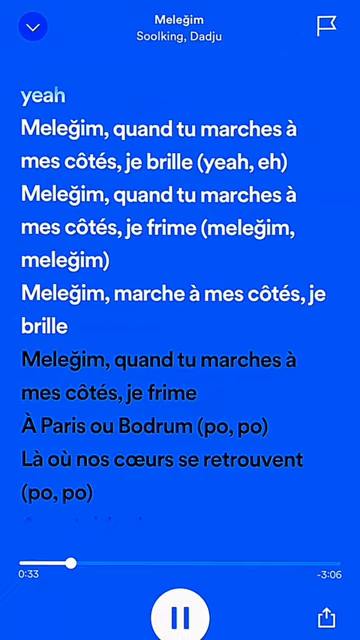 Meleğim
Soolking, Dadju
yeah
Meleğim, quand tu marches à
mes côtés, je brille (yeah, eh)
Meleğim, quand tu marches à
mes côtés, je frime (meleğim,
meleğim)
Meleğim, marche à mes côtés, je
brille
Meleğim, quand tu marches à
mes côtés, je frime
À Paris ou Bodrum (po, po)
Là où nos cœurs se retrouvent
(po, po)
0:33
-3:06